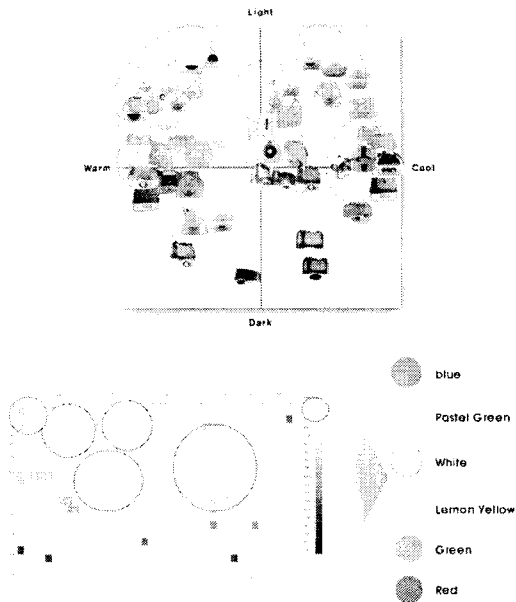 Light
Warm
Cool
Dark
blue
Pastel Green
White
Lemon Yellow
Green
Red